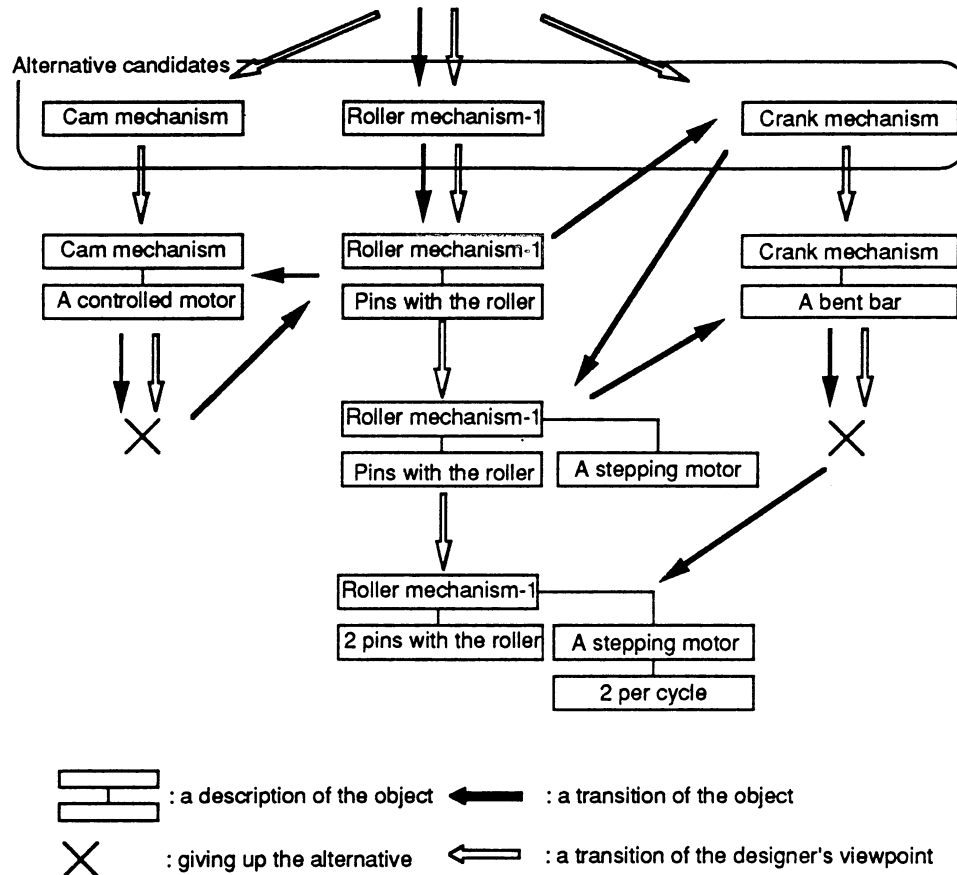 Alternative candidates
Cam mechanism
Roller mechanism-1
Crank mechanism
Cam mechanism
Roller mechanism-1
Crank mechanism
A controlled motor
Pins with the roller
A bent bar
Roller mechanism-1
Pins with the roller
A stepping motor
Roller mechanism-1
2 pins with the roller
A stepping motor
2 per cycle
: a description of the object
: a transition of the object
: giving up the alternative
: a transition of the designer's viewpoint